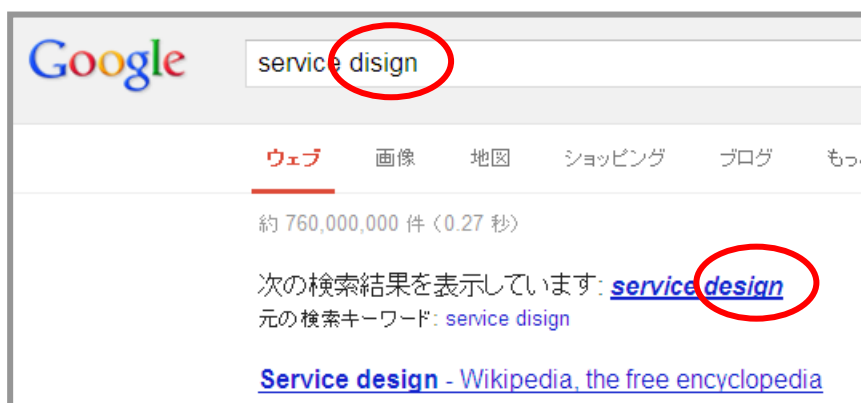 Google
service disign
ウェブ 画像 地図 ショッピング ブログ もっ
約 760,000,000 件 (0.27 秒)
次の検索結果を表示しています: service design
元の検索キーワード: service disign
Service design - Wikipedia, the free encyclopedia